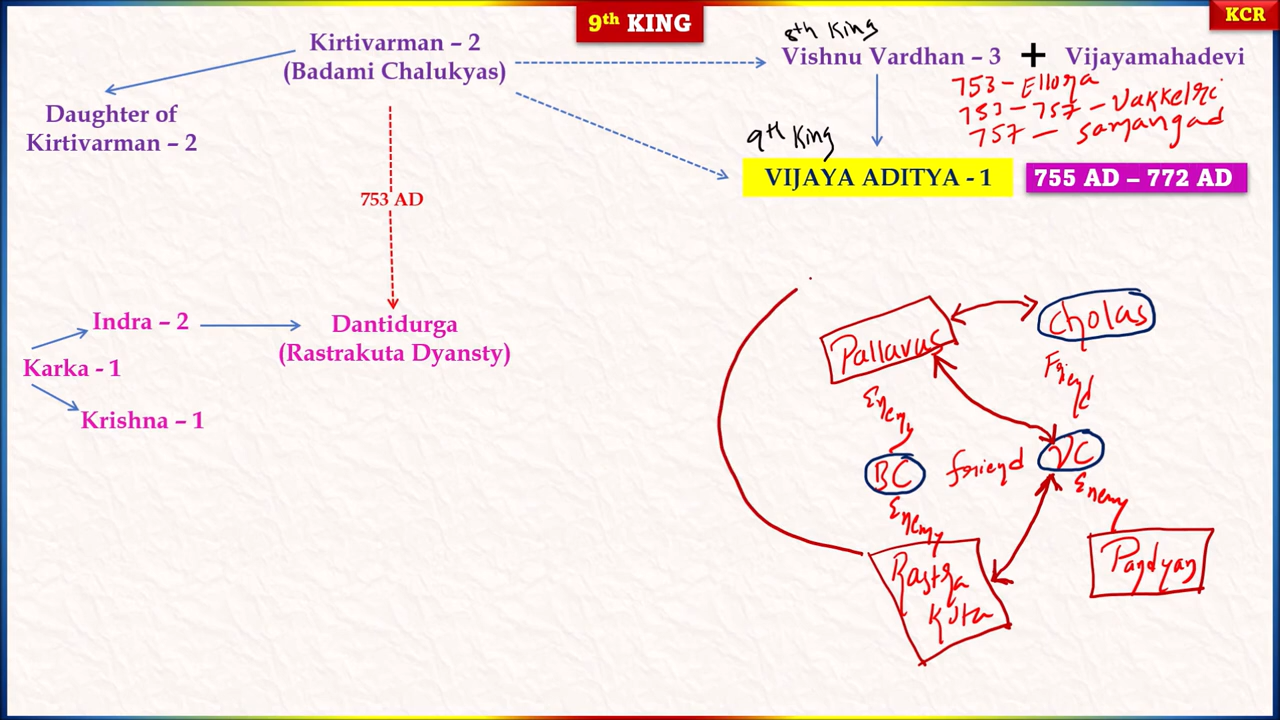 9th KING
KCR
Kirtivarman – 2
(Badami Chalukyas)
8th King
Vishnu Vardhan – 3 + Vijayamahadevi
753 – Ellora
753 – 757 – Vakkelri
757 – Samangad
Daughter of
Kirtivarman – 2
9th King
VIJAYA ADITYA - 1
755 AD – 772 AD
753 AD
Indra – 2
Karka - 1
Krishna – 1
Dantidurga
(Rastrakuta Dyansty)
Pallavas
Cholas
Enemy
Friend
BC
friend
VC
Enemy
Enemy
Rastra
Kuta
Pandyan